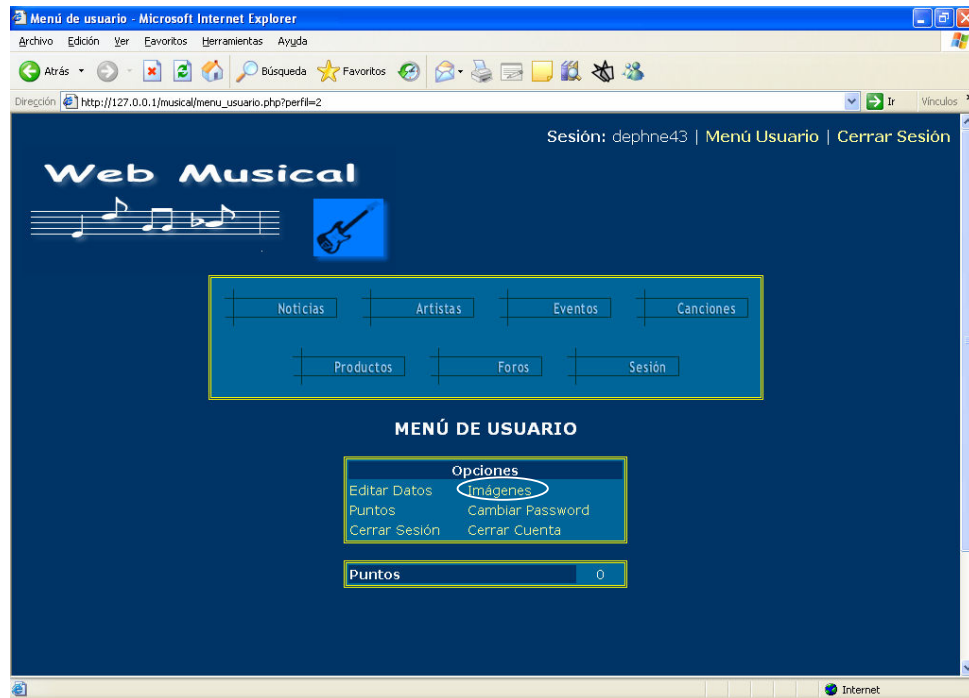 Menú de usuario - Microsoft Internet Explorer
Archivo Edición Ver Favoritos Herramientas Ayuda
Atrás Búsqueda Favoritos
Dirección http://127.0.0.1/musical/menu_usuario.php?perfil=2 Ir Vínculos
Sesión: dephne43 | Menú Usuario | Cerrar Sesión
Web Musical
Noticias Artistas Eventos Canciones
Productos Foros Sesión
MENÚ DE USUARIO
Opciones
Editar Datos Imágenes
Puntos Cambiar Password
Cerrar Sesión Cerrar Cuenta
Puntos 0
Internet